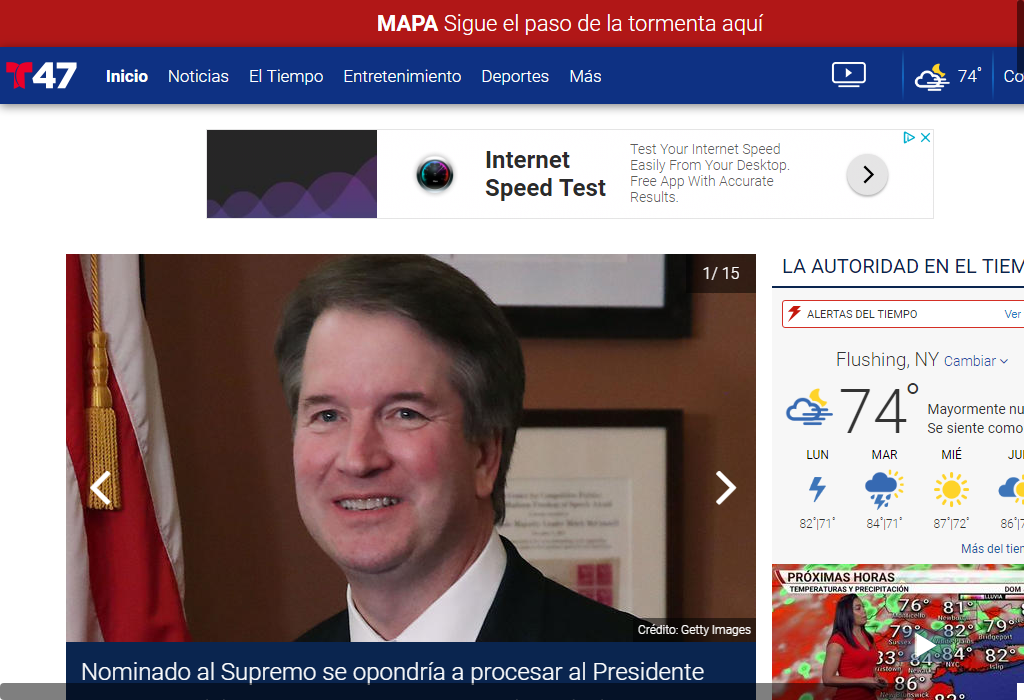 MAPA Sigue el paso de la tormenta aquí
T47 Inicio Noticias El Tiempo Entretenimiento Deportes Más 74° Co
Internet
Speed Test
Test Your Internet Speed
Easily From Your Desktop.
Free App With Accurate
Results.
1/ 15
Crédito: Getty Images
Nominado al Supremo se opondría a procesar al Presidente
LA AUTORIDAD EN EL TIEM
ALERTAS DEL TIEMPO Ver
Flushing, NY Cambiar
74°
Mayormente nu
Se siente como
LUN MAR MIÉ JU
82°|71° 84°|71° 87°|72° 86°|7
Más del tier
PRÓXIMAS HORAS
TEMPERATURAS Y PRECIPITACIÓN DOM
LLUVIA
76° 81°
Monticello Newburgh
79° 82° 79°
Sussex Bridgeport
83° 84° 84° 82°
NYC Islip
86°